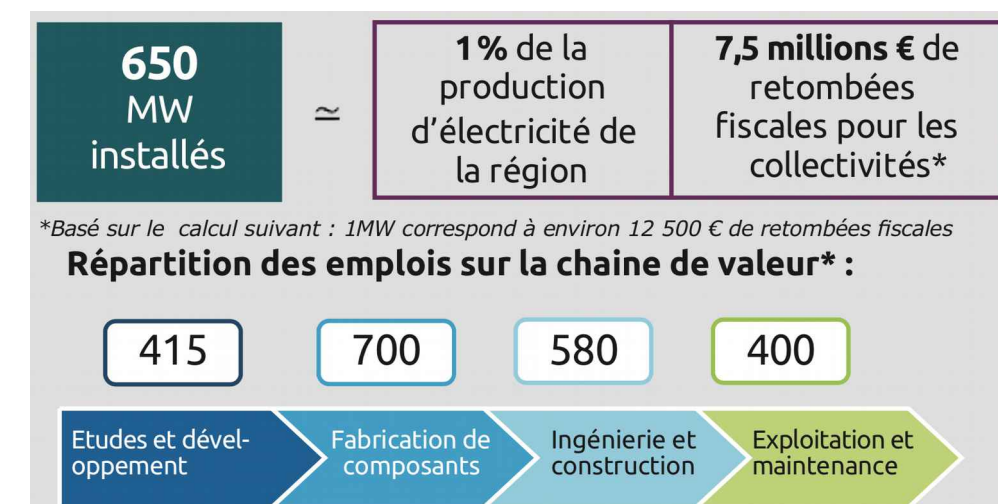 650
MW
installés
≃
1 % de la
production
d’électricité de
la région
7,5 millions € de
retombées
fiscales pour les
collectivités*
*Basé sur le calcul suivant : 1MW correspond à environ 12 500 € de retombées fiscales
Répartition des emplois sur la chaine de valeur* :
415
700
580
400
Etudes et dével-
oppement
Fabrication de
composants
Ingénierie et
construction
Exploitation et
maintenance